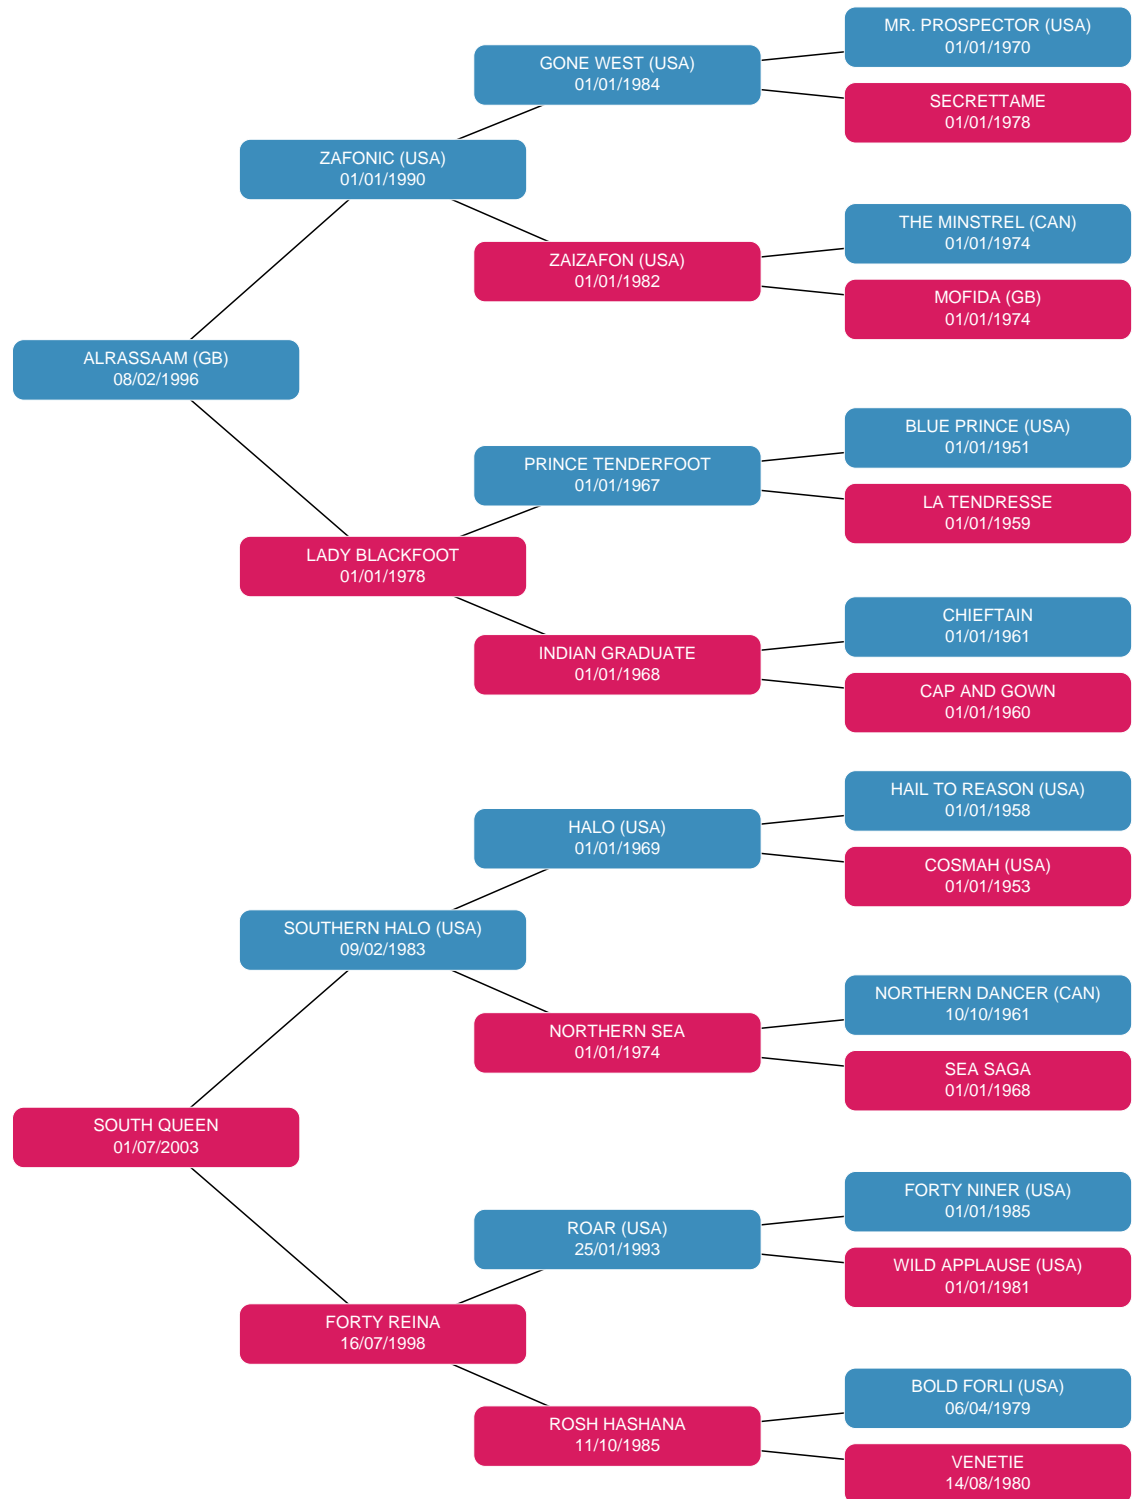 MR. PROSPECTOR (USA)
01/01/1970
GONE WEST (USA)
01/01/1984
SECRETTAME
01/01/1978
ZAFONIC (USA)
01/01/1990
THE MINSTREL (CAN)
01/01/1974
ZAIZAFON (USA)
01/01/1982
MOFIDA (GB)
01/01/1974
ALRASSAAM (GB)
08/02/1996
BLUE PRINCE (USA)
01/01/1951
PRINCE TENDERFOOT
01/01/1967
LA TENDRESSE
01/01/1959
LADY BLACKFOOT
01/01/1978
CHIEFTAIN
01/01/1961
INDIAN GRADUATE
01/01/1968
CAP AND GOWN
01/01/1960
HAIL TO REASON (USA)
01/01/1958
HALO (USA)
01/01/1969
COSMAH (USA)
01/01/1953
SOUTHERN HALO (USA)
09/02/1983
NORTHERN DANCER (CAN)
10/10/1961
NORTHERN SEA
01/01/1974
SEA SAGA
01/01/1968
SOUTH QUEEN
01/07/2003
FORTY NINER (USA)
01/01/1985
ROAR (USA)
25/01/1993
WILD APPLAUSE (USA)
01/01/1981
FORTY REINA
16/07/1998
BOLD FORLI (USA)
06/04/1979
ROSH HASHANA
11/10/1985
VENETIE
14/08/1980